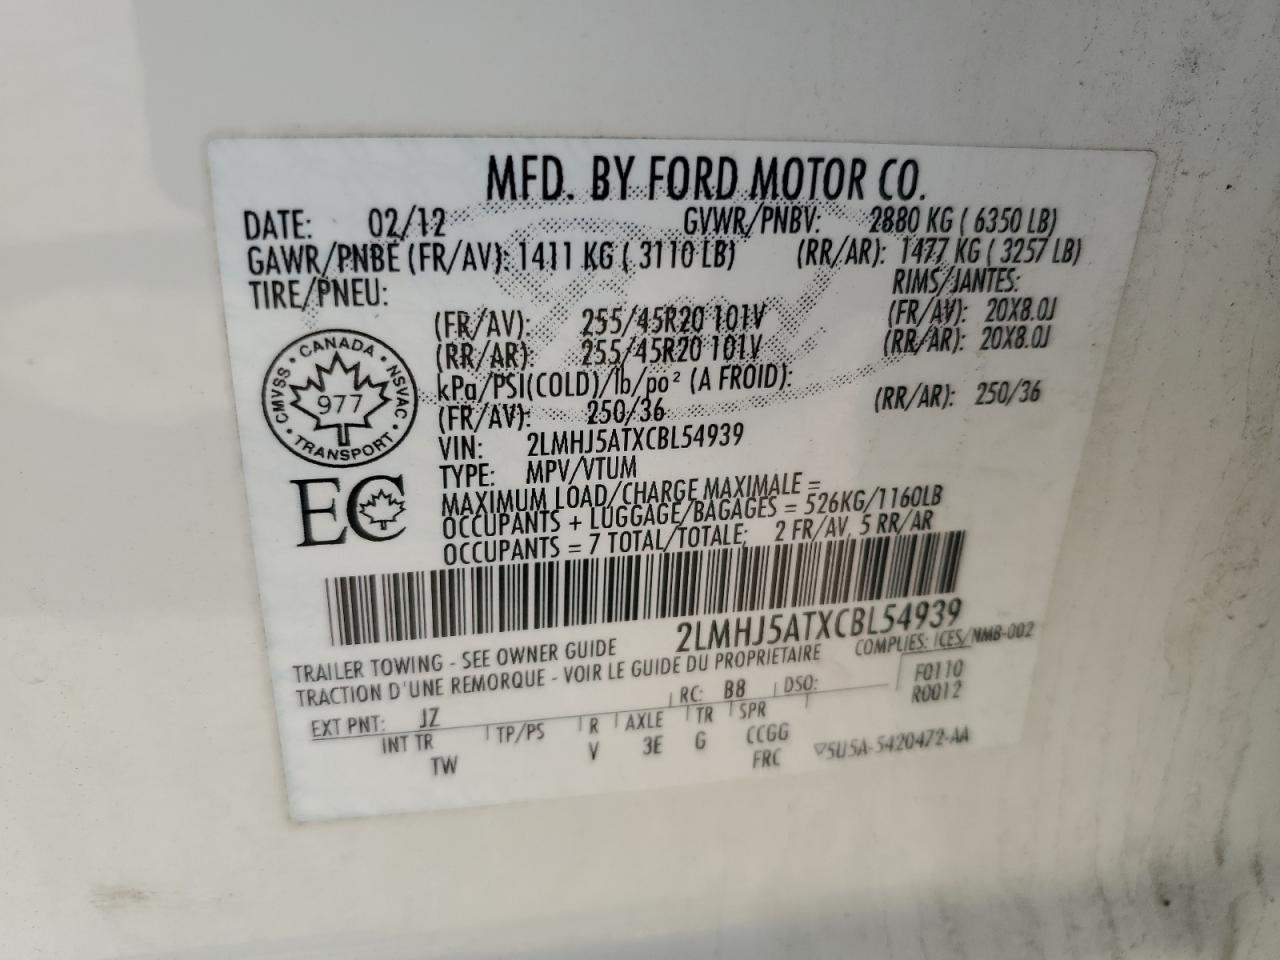 MFD. BY FORD MOTOR CO.
DATE: 02/12 GVWR/PNBV: 2880 KG ( 6350 LB)
GAWR/PNBE (FR/AV): 1411 KG ( 3110 LB) (RR/AR): 1477 KG ( 3257 LB)
TIRE/PNEU: RIMS/JANTES:
(FR/AV): 255/45R20 101V (FR/AV): 20X8.0J
(RR/AR): 255/45R20 101V (RR/AR): 20X8.0J
kPa/PSI(COLD)/lb/po² (A FROID):
(FR/AV): 250/36 (RR/AR): 250/36
VIN: 2LMHJ5ATXCBL54939
TYPE: MPV/VTUM
MAXIMUM LOAD/CHARGE MAXIMALE =
OCCUPANTS + LUGGAGE/BAGAGES = 526KG/1160LB
OCCUPANTS = 7 TOTAL/TOTALE; 2 FR/AV, 5 RR/AR
CANADA
CMVSS • NSVAC
977
TRANSPORT
EC
2LMHJ5ATXCBL54939
TRAILER TOWING - SEE OWNER GUIDE COMPLIES: ICES/NMB-002
TRACTION D'UNE REMORQUE - VOIR LE GUIDE DU PROPRIETAIRE
F0110
R0012
EXT PNT: JZ RC: B8 DSO:
INT TR TP/PS R AXLE TR SPR
TW V 3E G CCGG
FRC
5U5A-5420472-AA